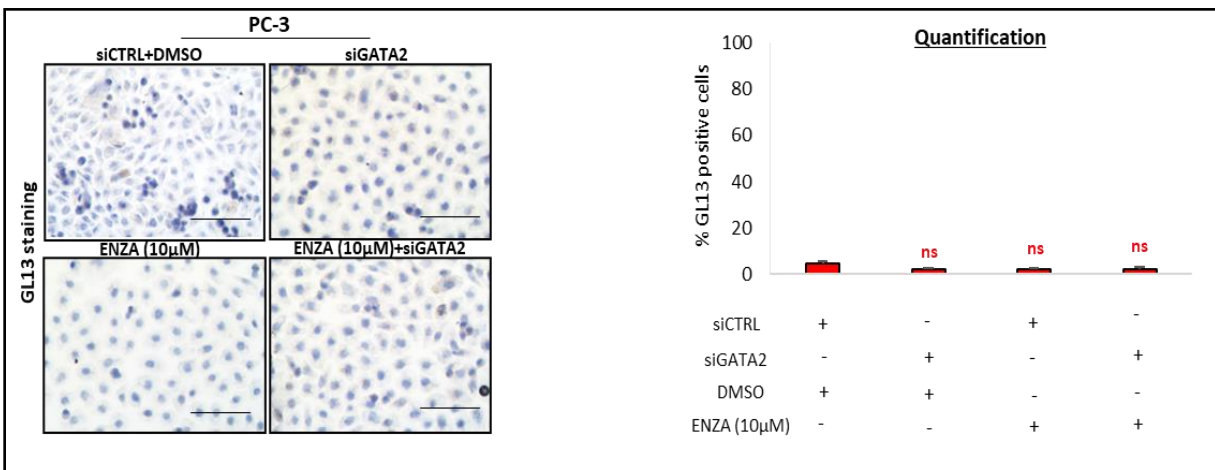 PC-3
siCTRL+DMSO siGATA2
GL13 staining
ENZA (10µM) ENZA (10µM)+siGATA2
Quantification
% GL13 positive cells
100
80
60
40
20
0
ns ns ns
siCTRL + - + -
siGATA2 - + - +
DMSO + + - -
ENZA (10µM) - - + +